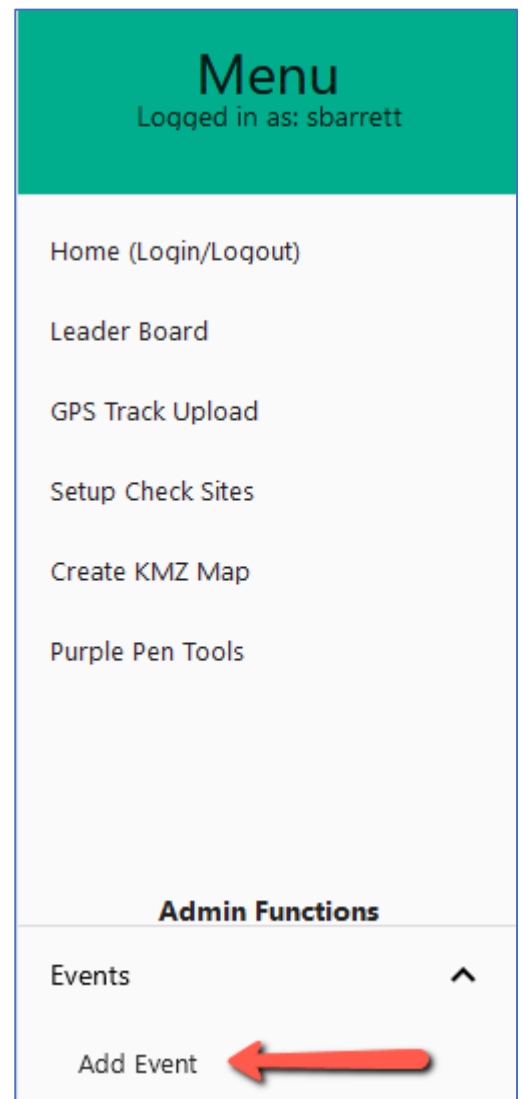 Menu
Logged in as: sbarrett
Home (Login/Logout)
Leader Board
GPS Track Upload
Setup Check Sites
Create KMZ Map
Purple Pen Tools
Admin Functions
Events
Add Event